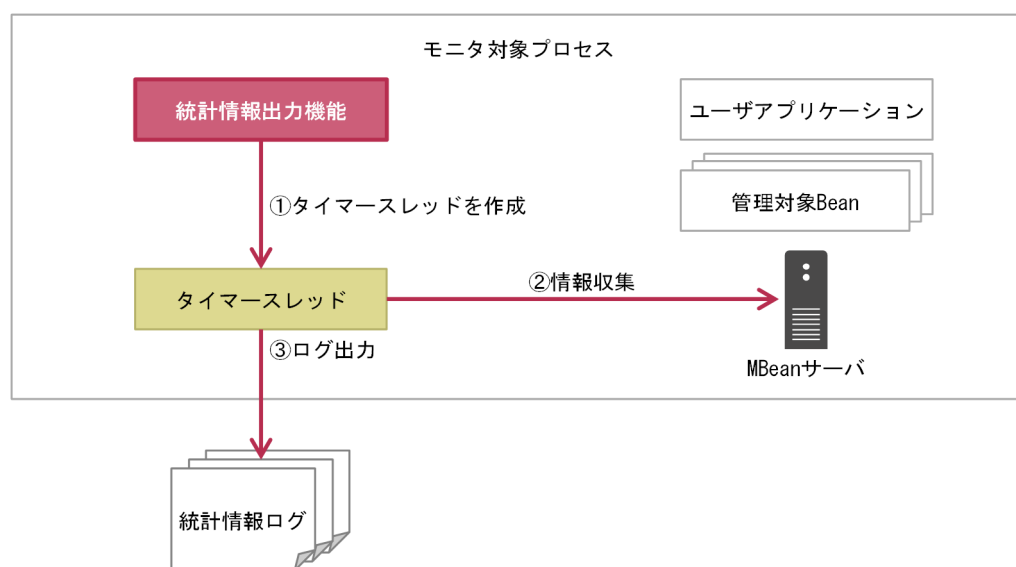 モニタ対象プロセス
統計情報出力機能
ユーザアプリケーション
①タイマースレッドを作成
管理対象Bean
タイマースレッド
②情報収集
③ログ出力
MBeanサーバ
統計情報ログ